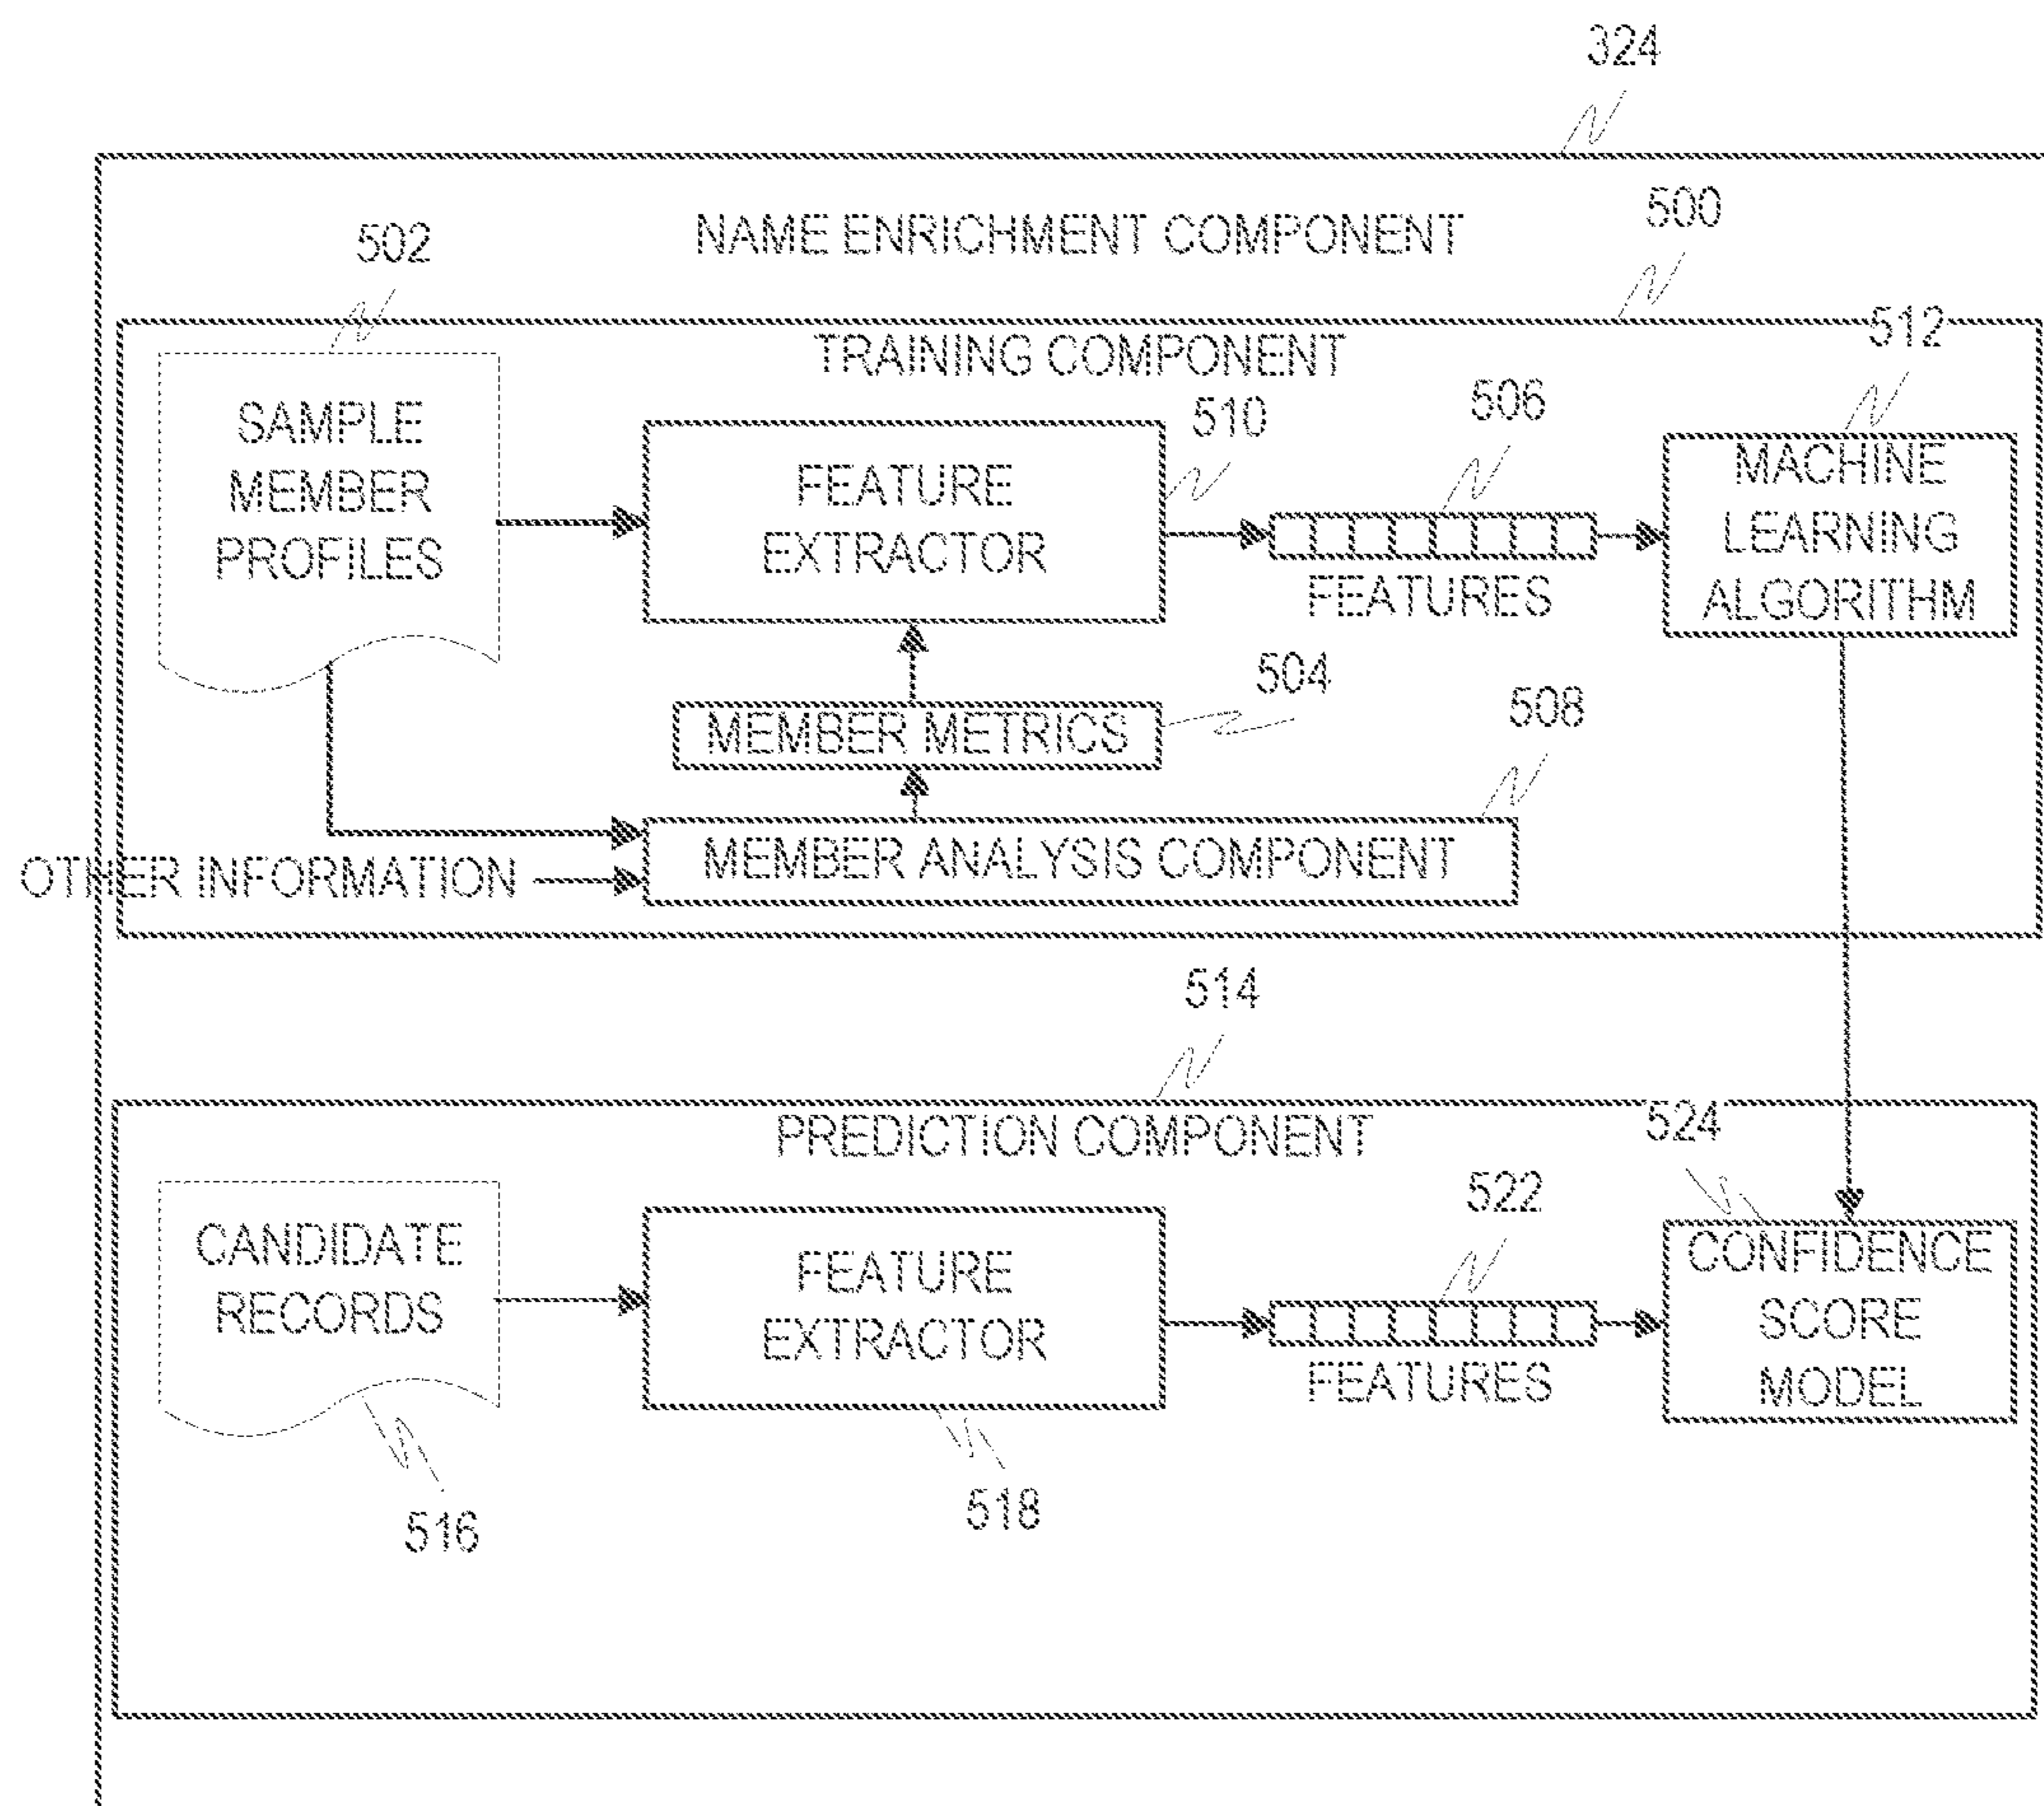 324
NAME ENRICHMENT COMPONENT
500
502
TRAINING COMPONENT
512
SAMPLE
MEMBER
PROFILES
510
FEATURE
EXTRACTOR
506
FEATURES
MACHINE
LEARNING
ALGORITHM
504
MEMBER METRICS
508
MEMBER ANALYSIS COMPONENT
OTHER INFORMATION
514
PREDICTION COMPONENT
524
CANDIDATE
RECORDS
FEATURE
EXTRACTOR
522
FEATURES
CONFIDENCE
SCORE
MODEL
516
518